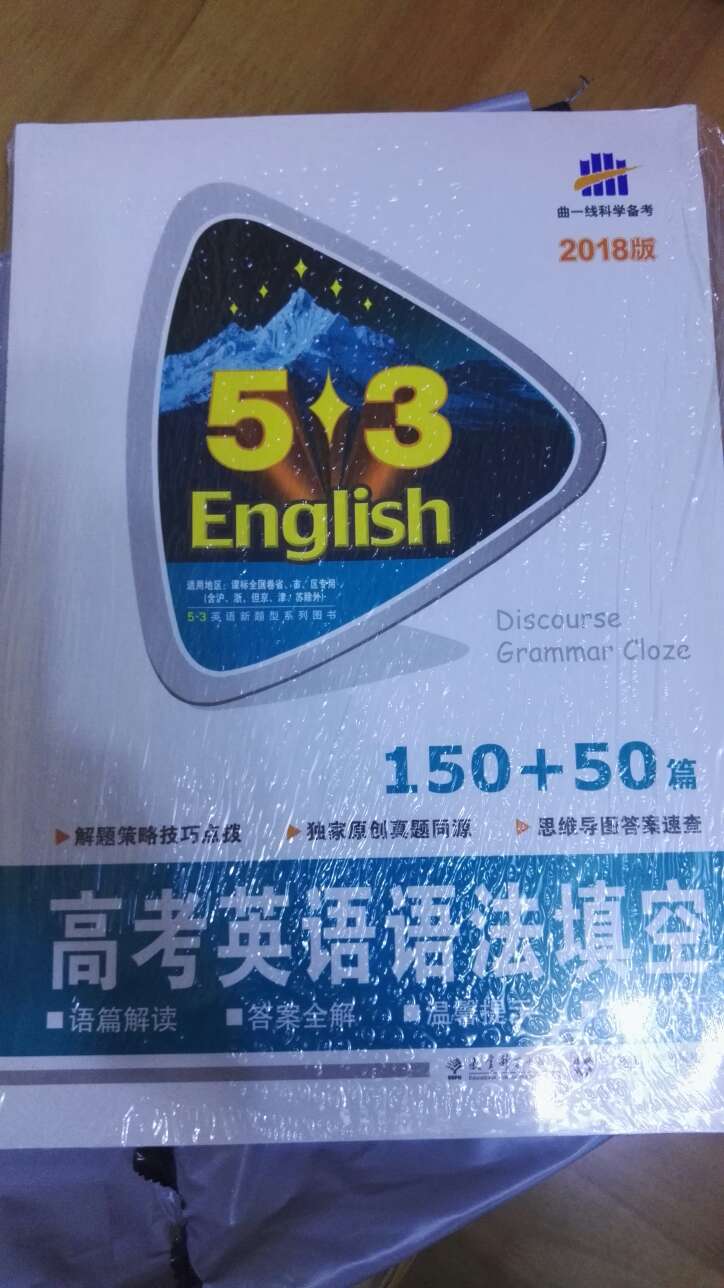 曲一线科学备考
2018版
5·3
English
适用地区：课标全国卷省、市、区专用
(含沪、浙，但京、津、苏除外)
5·3英语新题型系列图书
Discourse
Grammar Cloze
150+50篇
解题策略技巧点拨 独家原创真题同源 思维导图答案速查
高考英语语法填空
语篇解读 答案全解 温馨提示